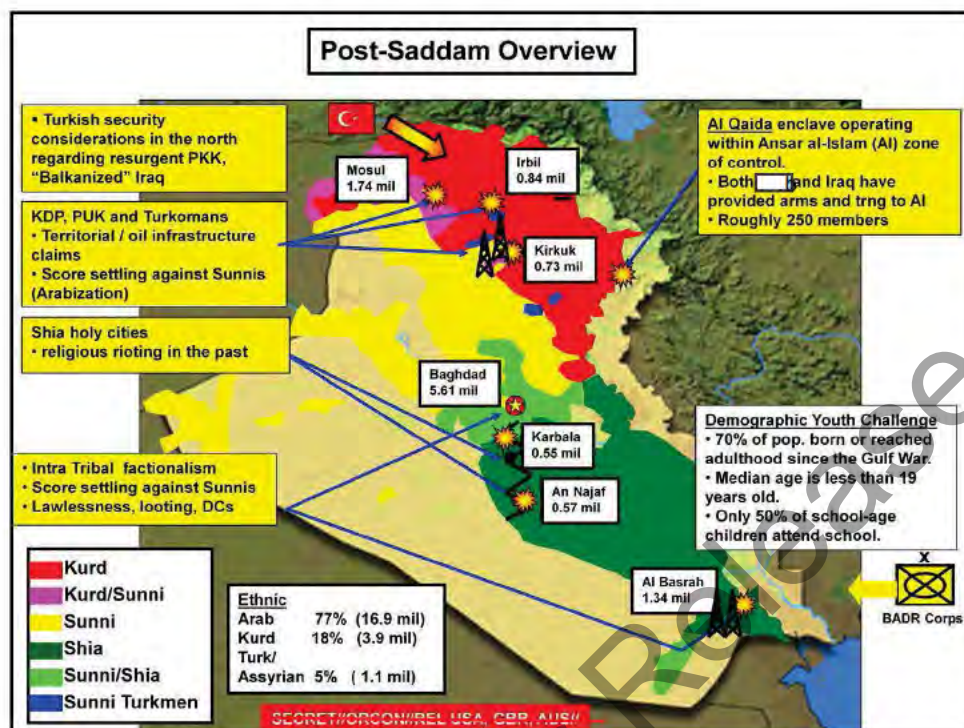 Post-Saddam Overview
▪ Turkish security
considerations in the north
regarding resurgent PKK,
"Balkanized" Iraq
KDP, PUK and Turkomans
• Territorial / oil infrastructure
claims
• Score settling against Sunnis
(Arabization)
Shia holy cities
• religious rioting in the past
• Intra Tribal factionalism
• Score settling against Sunnis
• Lawlessness, looting, DCs
Mosul
1.74 mil
Irbil
0.84 mil
Kirkuk
0.73 mil
Baghdad
5.61 mil
Karbala
0.55 mil
An Najaf
0.57 mil
Al Basrah
1.34 mil
Al Qaida enclave operating
within Ansar al-Islam (AI) zone
of control.
• Both and Iraq have
provided arms and trng to AI
• Roughly 250 members
Demographic Youth Challenge
• 70% of pop. born or reached
adulthood since the Gulf War.
• Median age is less than 19
years old.
• Only 50% of school-age
children attend school.
X
BADR Corps
Kurd
Kurd/Sunni
Sunni
Shia
Sunni/Shia
Sunni Turkmen
Ethnic
Arab 77% (16.9 mil)
Kurd 18% (3.9 mil)
Turk/
Assyrian 5% ( 1.1 mil)
SECRET//ORCON//REL USA, GBR, AUS//
Release